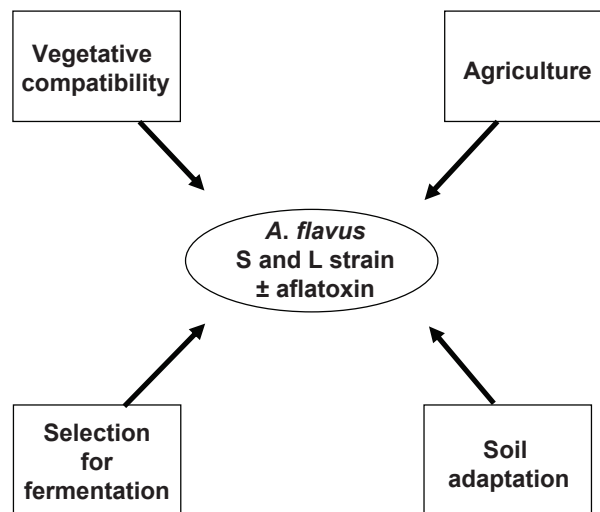 Vegetative
compatibility
Agriculture
A. flavus
S and L strain
± aflatoxin
Selection
for
fermentation
Soil
adaptation